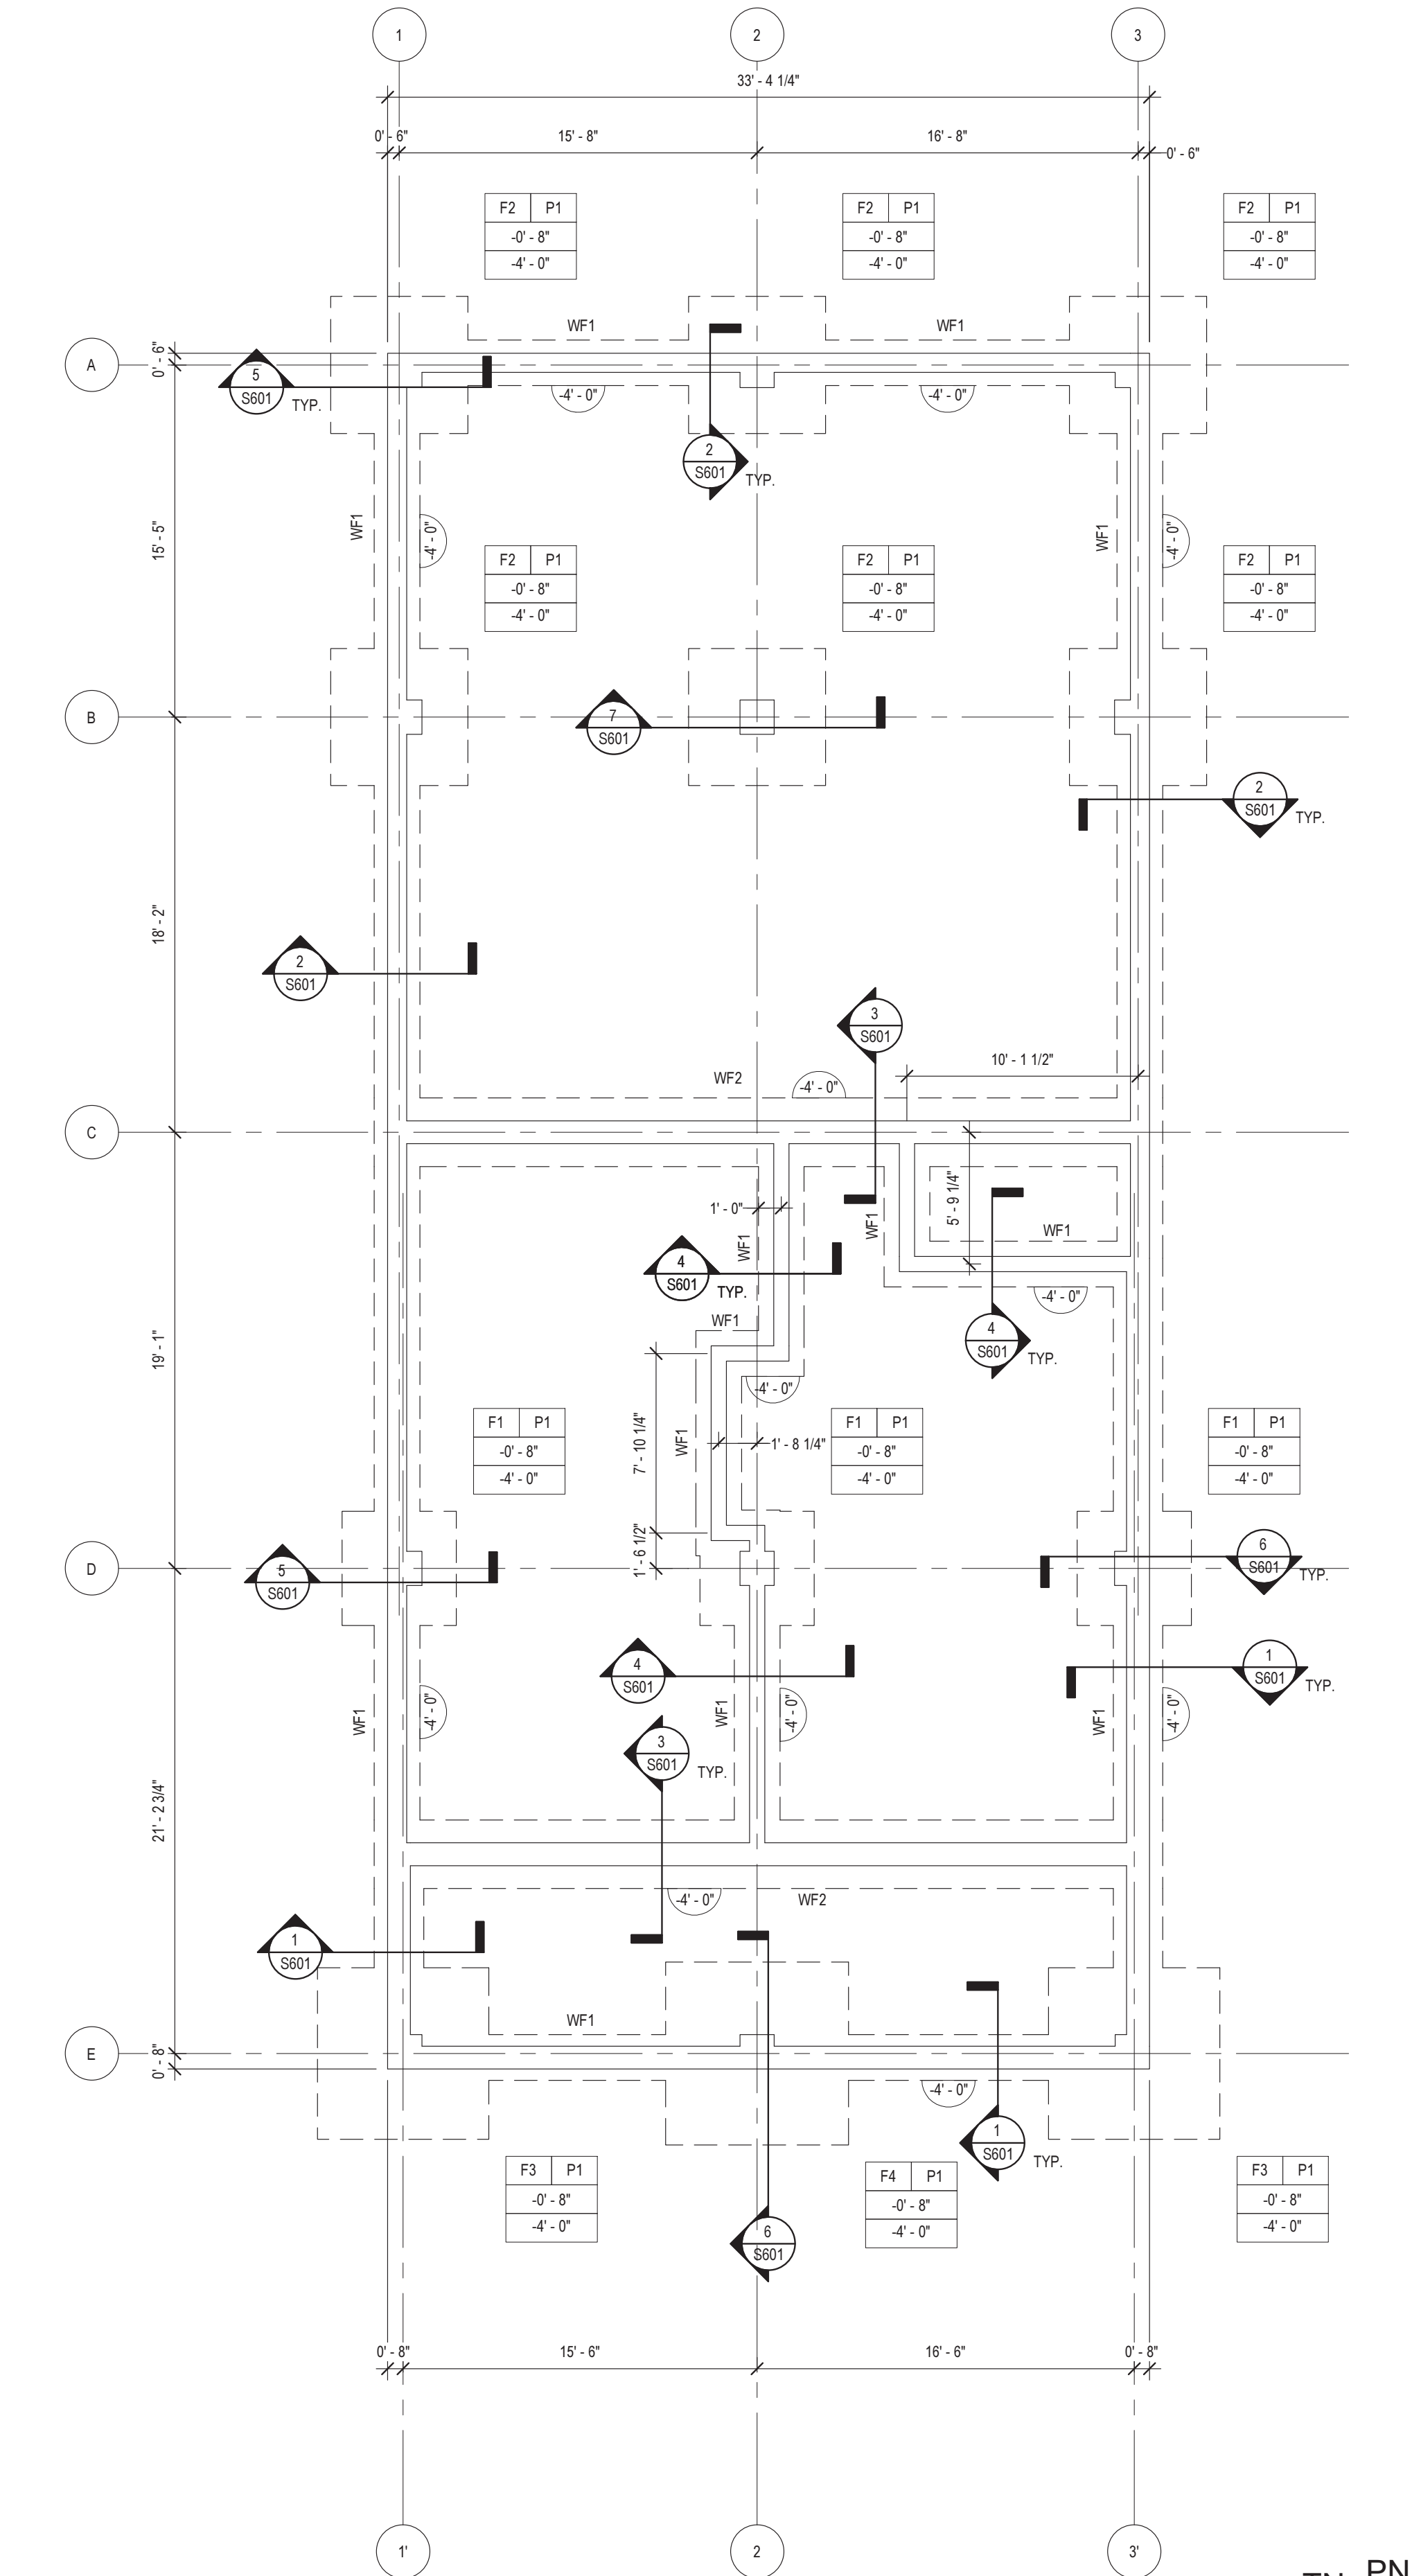 1 2 3
33' - 4 1/4"
0' - 6" 15' - 8" 16' - 8" 0' - 6"
F2 P1 F2 P1 F2 P1
-0' - 8" -0' - 8" -0' - 8"
-4' - 0" -4' - 0" -4' - 0"
WF1 WF1
0' - 6"
A
5
S601 TYP.
-4' - 0" -4' - 0"
2
S601 TYP.
15' - 5"
WF1 -4' - 0" WF1 -4' - 0"
F2 P1 F2 P1 F2 P1
-0' - 8" -0' - 8" -0' - 8"
-4' - 0" -4' - 0" -4' - 0"
B
7
S601
2
S601 TYP.
18' - 2"
2
S601
3
S601
10' - 1 1/2"
WF2 -4' - 0"
C
1' - 0" 5' - 9 1/4"
WF1 WF1 WF1
4
S601 TYP.
-4' - 0"
WF1
4
S601 TYP.
19' - 1"
-4' - 0"
F1 P1 F1 P1 F1 P1
-0' - 8" -0' - 8" -0' - 8"
-4' - 0" -4' - 0" -4' - 0"
7' - 10 1/4" WF1 1' - 8 1/4"
1' - 6 1/2"
D
5
S601
6
S601 TYP.
4
S601
1
S601 TYP.
WF1 -4' - 0" WF1 -4' - 0" WF1 -4' - 0"
3
S601 TYP.
21' - 2 3/4"
-4' - 0" WF2
1
S601
WF1
E
0' - 8"
-4' - 0"
1
S601 TYP.
F3 P1 F4 P1 F3 P1
-0' - 8" -0' - 8" -0' - 8"
-4' - 0" -4' - 0" -4' - 0"
6
S601
0' - 8" 15' - 6" 16' - 6" 0' - 8"
1' 2 3'
PN
TN